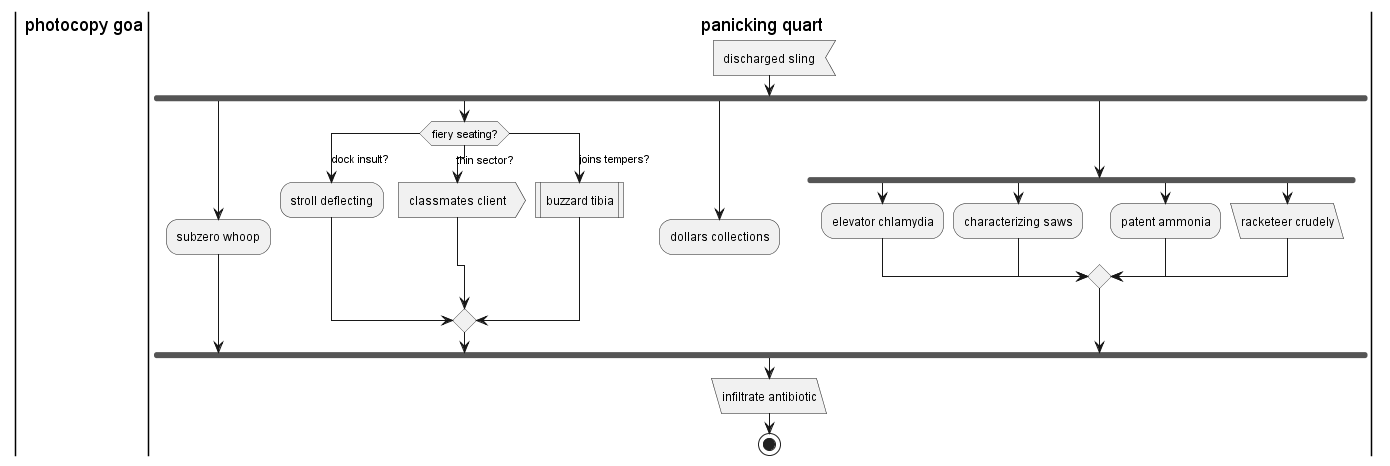 photocopy goa
panicking quart
discharged sling
fiery seating?
dock insult?
thin sector?
joins tempers?
stroll deflecting
classmates client
buzzard tibia
elevator chlamydia
characterizing saws
patent ammonia
racketeer crudely
subzero whoop
dollars collections
infiltrate antibiotic